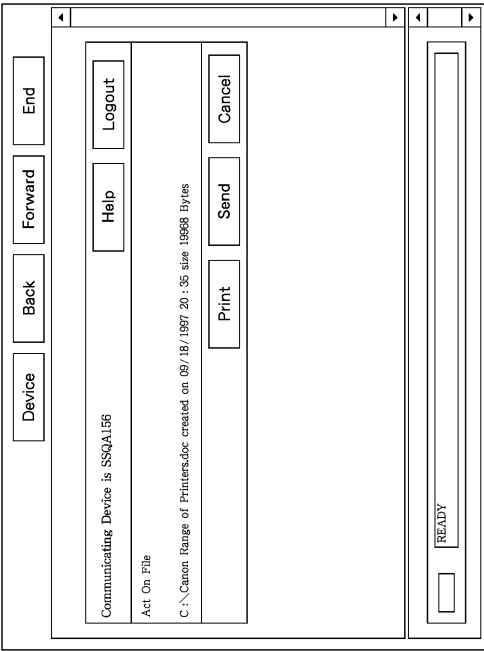 Device Back Forward End
Communicating Device is SSQA156 Help Logout
Act On File
C:\Canon Range of Printers.doc created on 09/18/1997 20:35 size 19968 Bytes
Print Send Cancel
READY